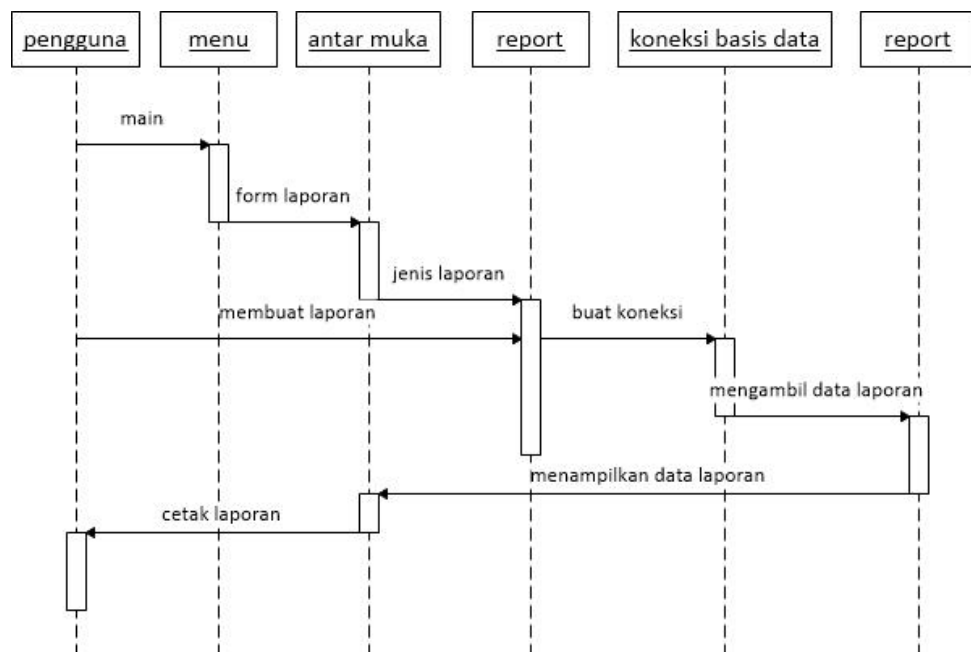 pengguna
menu
antar muka
report
koneksi basis data
report
main
form laporan
jenis laporan
membuat laporan
buat koneksi
mengambil data laporan
menampilkan data laporan
cetak laporan